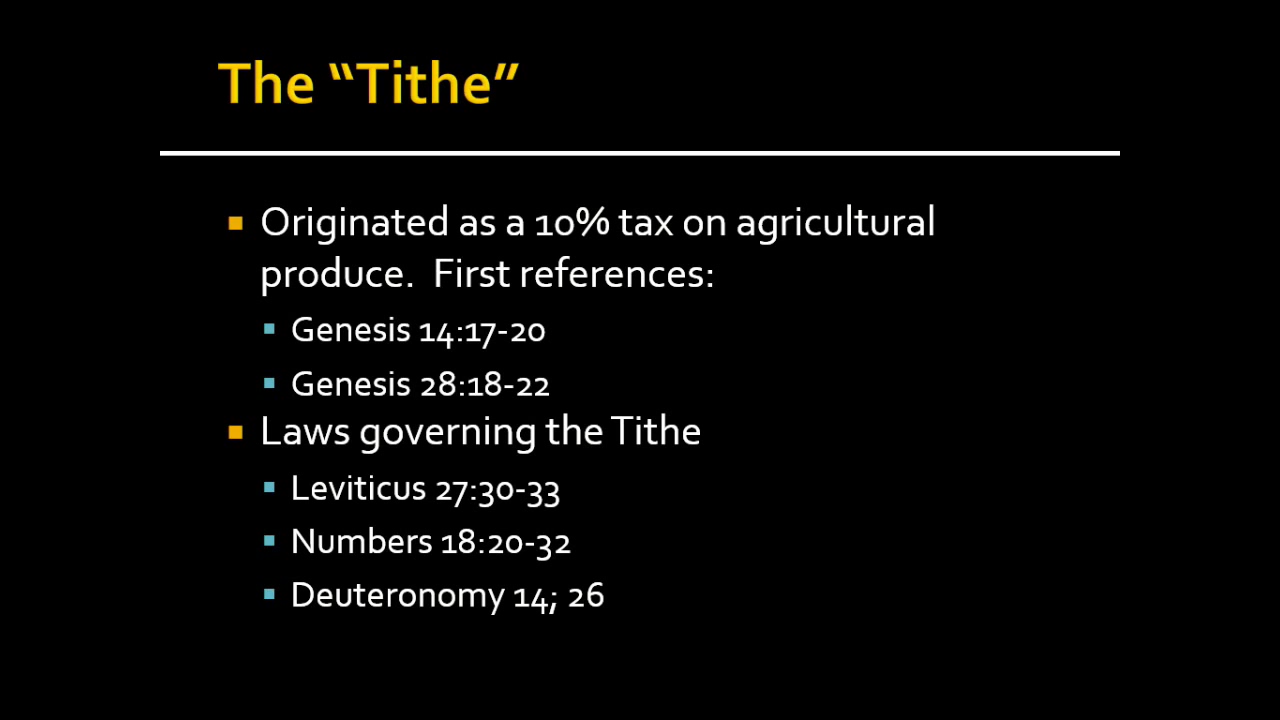 The “Tithe”
Originated as a 10% tax on agricultural
produce.  First references:
Genesis 14:17-20
Genesis 28:18-22
Laws governing the Tithe
Leviticus 27:30-33
Numbers 18:20-32
Deuteronomy 14; 26